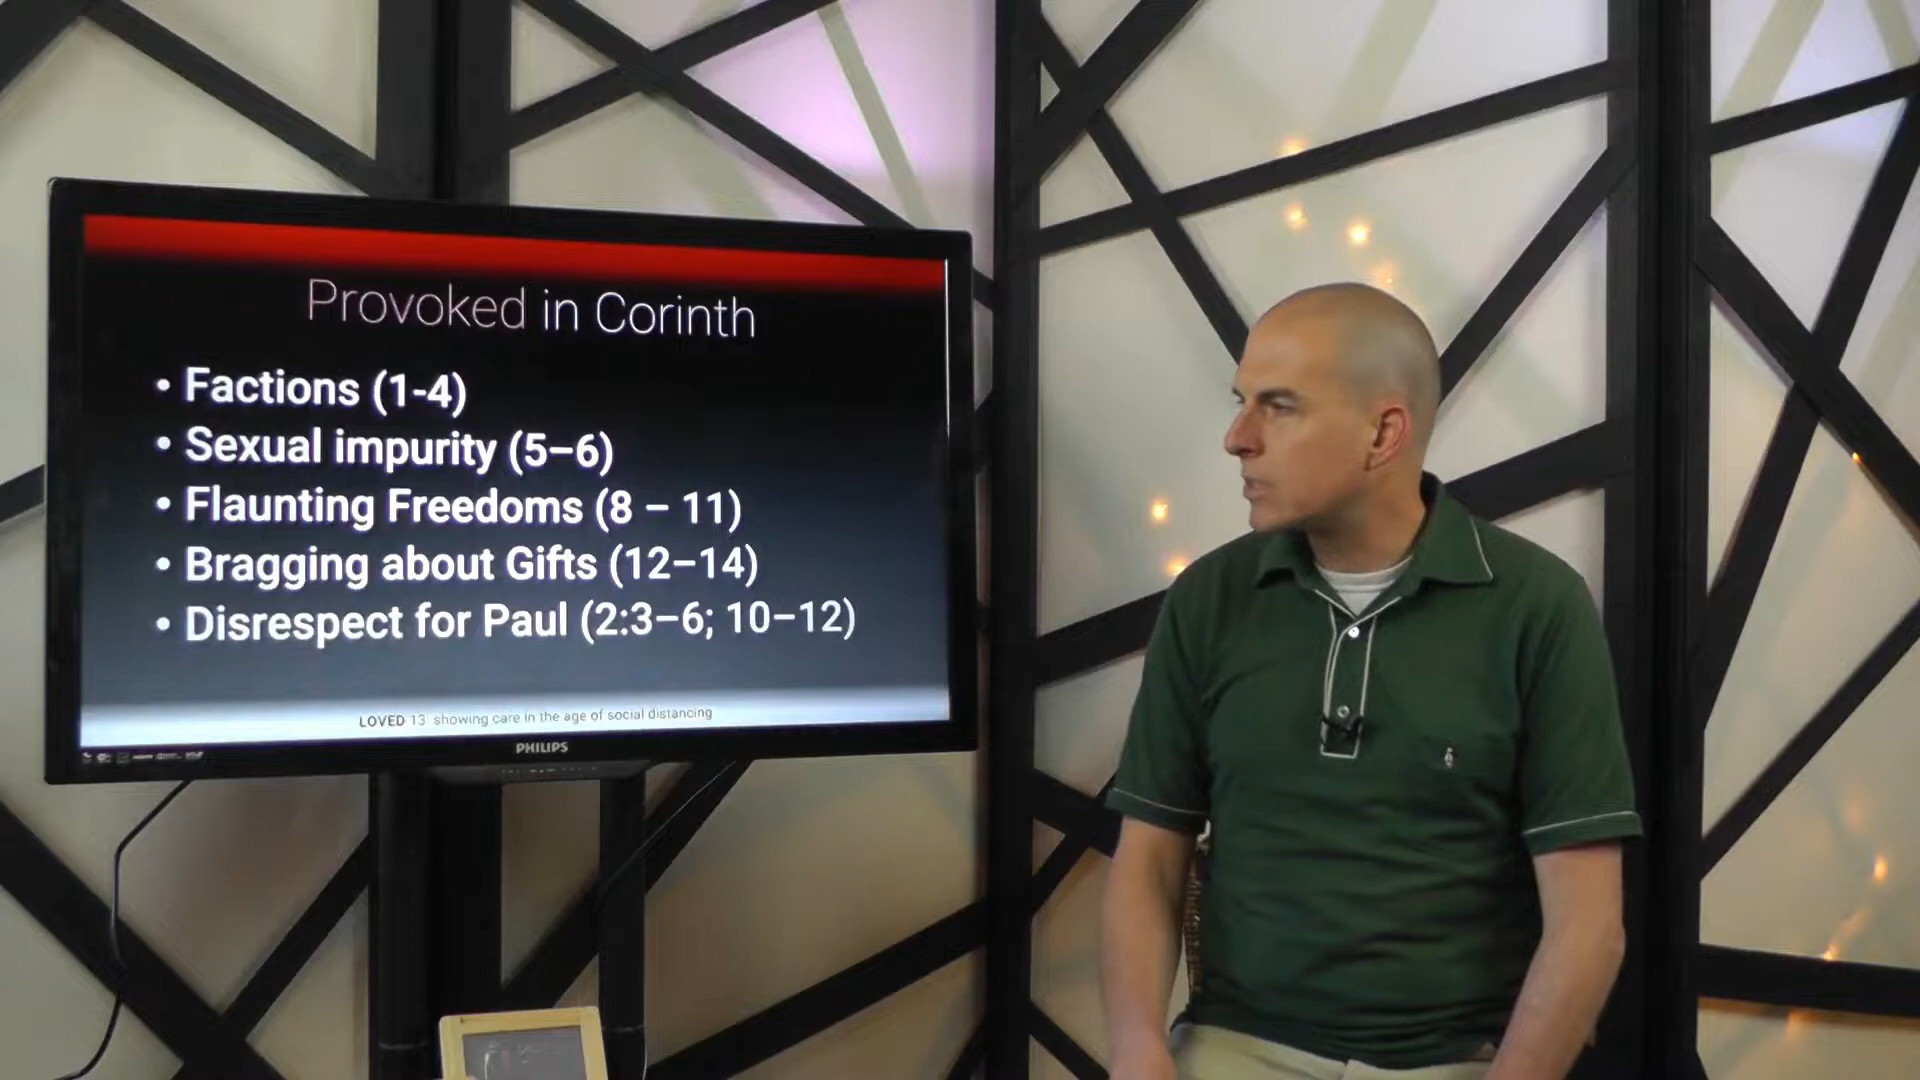 Provoked in Corinth
• Factions (1-4)
• Sexual impurity (5–6)
• Flaunting Freedoms (8 – 11)
• Bragging about Gifts (12–14)
• Disrespect for Paul (2:3–6; 10–12)
LOVED 13: showing care in the age of social distancing
PHILIPS